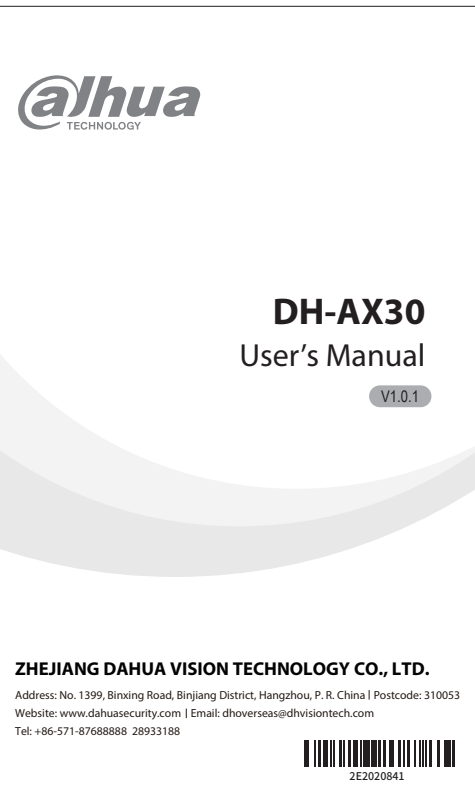 alhua
TECHNOLOGY
DH-AX30
User’s Manual
V1.0.1
ZHEJIANG DAHUA VISION TECHNOLOGY CO., LTD.
Address: No. 1399, Binxing Road, Binjiang District, Hangzhou, P. R. China | Postcode: 310053
Website: www.dahuasecurity.com | Email: dhoverseas@dhvisiontech.com
Tel: +86-571-87688888 28933188
2E2020841